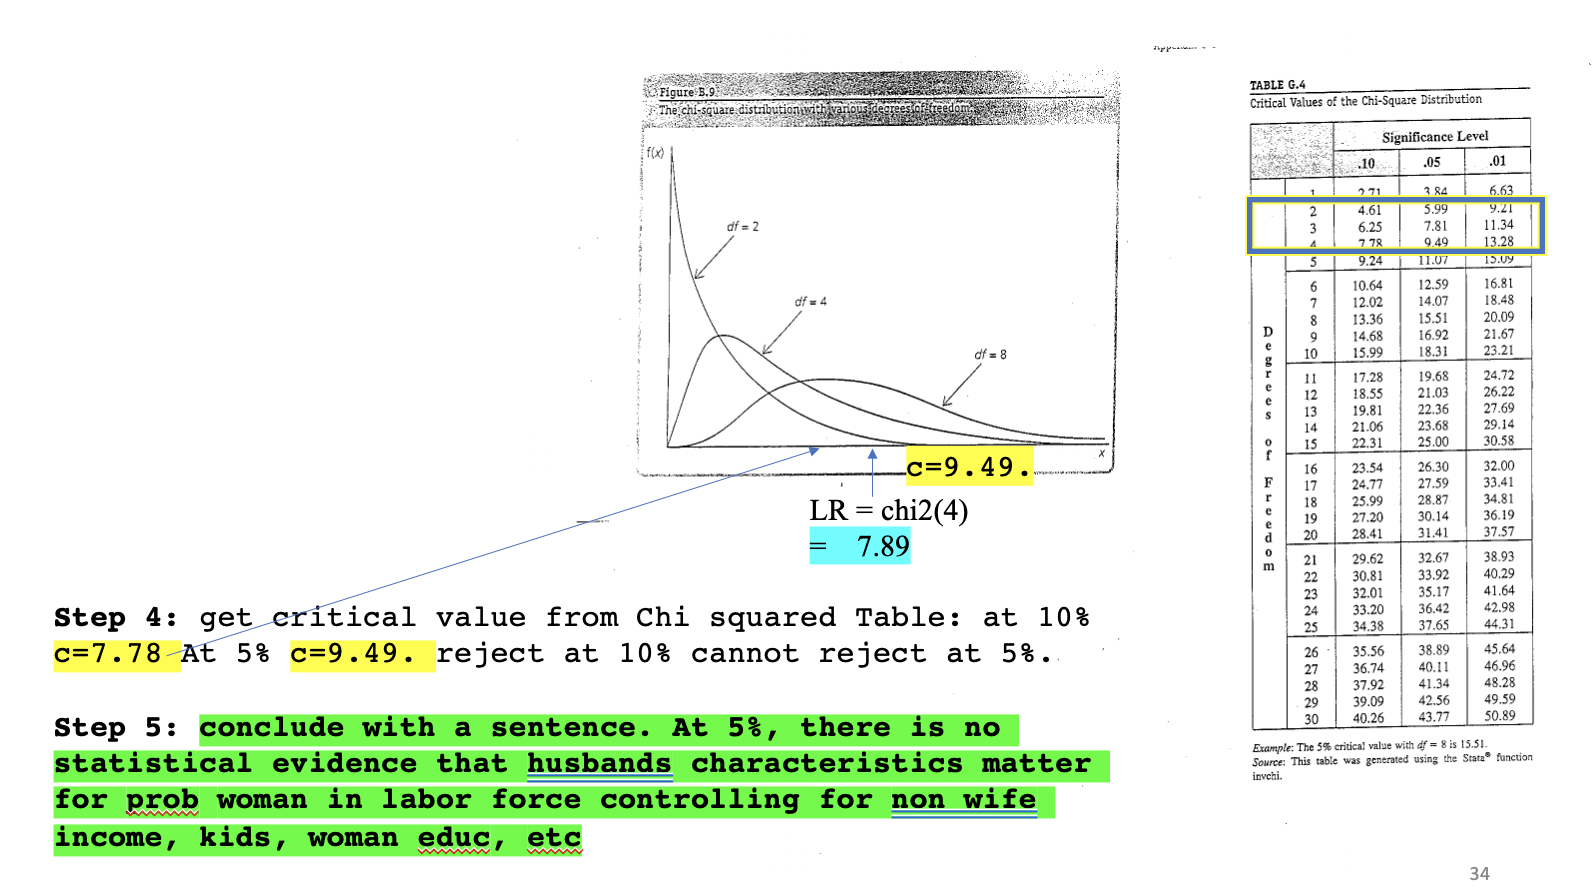 Figure B.9
The chi-square distribution with various degrees of freedom.
f(x)
df = 2
df = 4
df = 8
x
c=9.49.
LR = chi2(4)
= 7.89
Step 4: get critical value from Chi squared Table: at 10%
c=7.78 At 5% c=9.49. reject at 10% cannot reject at 5%.
Step 5: conclude with a sentence. At 5%, there is no
statistical evidence that husbands characteristics matter
for prob woman in labor force controlling for non wife
income, kids, woman educ, etc
TABLE G.4
Critical Values of the Chi-Square Distribution
Significance Level
.10 .05 .01
Degrees of Freedom
1 2.71 3.84 6.63
2 4.61 5.99 9.21
3 6.25 7.81 11.34
4 7.78 9.49 13.28
5 9.24 11.07 15.09
6 10.64 12.59 16.81
7 12.02 14.07 18.48
8 13.36 15.51 20.09
9 14.68 16.92 21.67
10 15.99 18.31 23.21
11 17.28 19.68 24.72
12 18.55 21.03 26.22
13 19.81 22.36 27.69
14 21.06 23.68 29.14
15 22.31 25.00 30.58
16 23.54 26.30 32.00
17 24.77 27.59 33.41
18 25.99 28.87 34.81
19 27.20 30.14 36.19
20 28.41 31.41 37.57
21 29.62 32.67 38.93
22 30.81 33.92 40.29
23 32.01 35.17 41.64
24 33.20 36.42 42.98
25 34.38 37.65 44.31
26 35.56 38.89 45.64
27 36.74 40.11 46.96
28 37.92 41.34 48.28
29 39.09 42.56 49.59
30 40.26 43.77 50.89
Example: The 5% critical value with df = 8 is 15.51.
Source: This table was generated using the Stata® function
invchi.
34